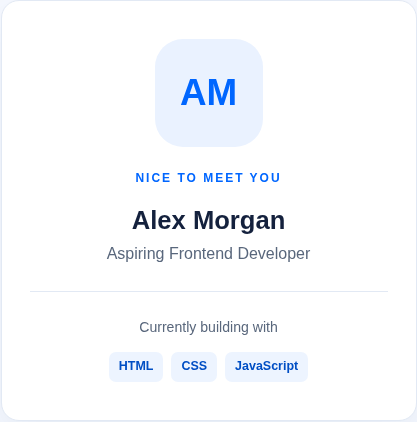 AM
NICE TO MEET YOU
Alex Morgan
Aspiring Frontend Developer
Currently building with
HTML CSS JavaScript